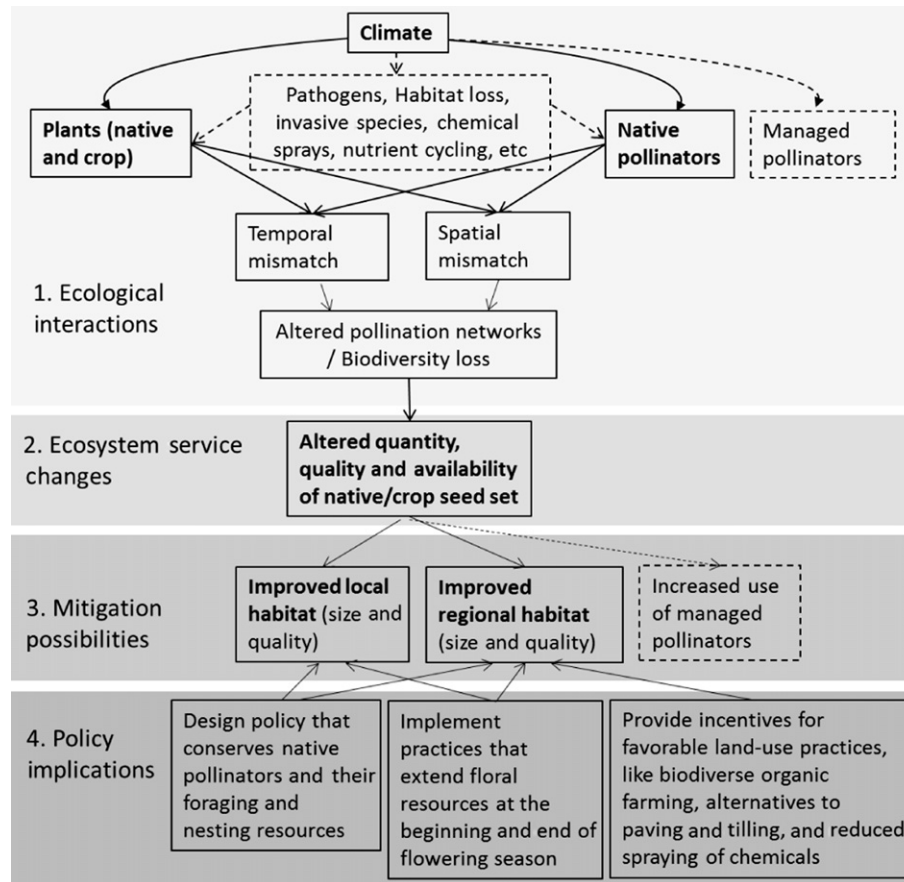 Climate
Pathogens, Habitat loss,
invasive species, chemical
sprays, nutrient cycling, etc
Plants (native
and crop)
Native
pollinators
Managed
pollinators
Temporal
mismatch
Spatial
mismatch
1. Ecological
interactions
Altered pollination networks
/ Biodiversity loss
2. Ecosystem service
changes
Altered quantity,
quality and availability
of native/crop seed set
3. Mitigation
possibilities
Improved local
habitat (size and
quality)
Improved
regional habitat
(size and quality)
Increased use
of managed
pollinators
4. Policy
implications
Design policy that
conserves native
pollinators and their
foraging and
nesting resources
Implement
practices that
extend floral
resources at the
beginning and end of
flowering season
Provide incentives for
favorable land-use practices,
like biodiverse organic
farming, alternatives to
paving and tilling, and reduced
spraying of chemicals